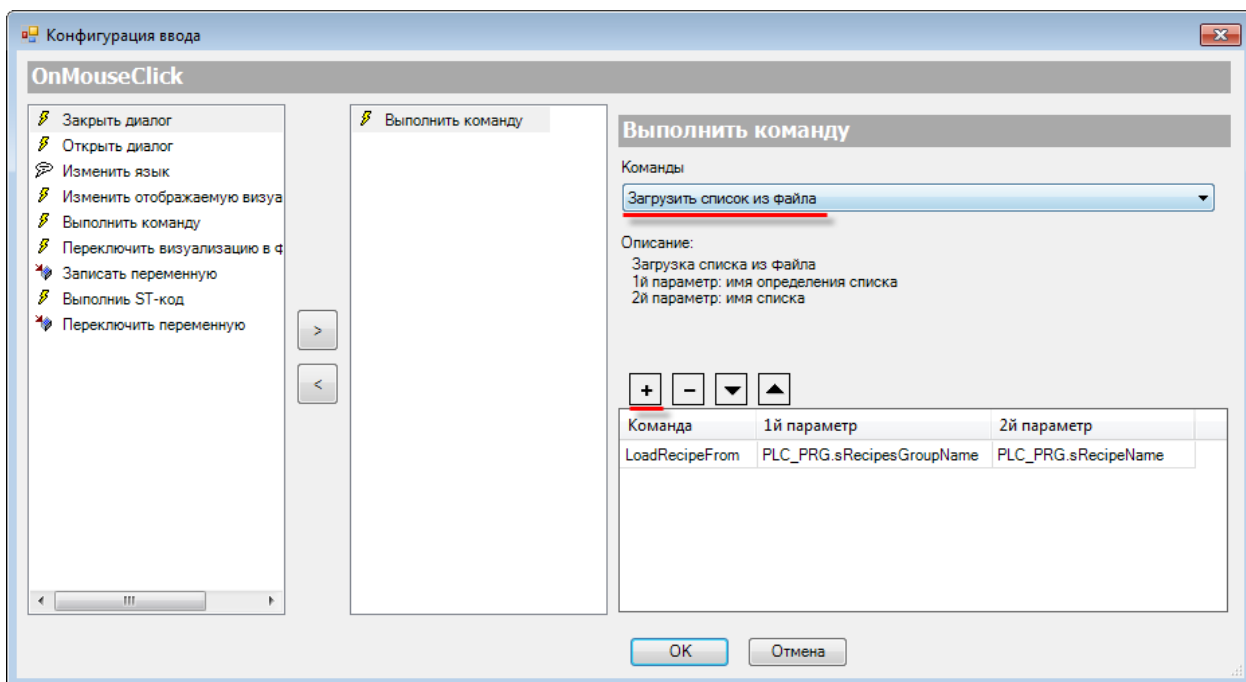 Конфигурация ввода
OnMouseClick
Закрыть диалог
Открыть диалог
Изменить язык
Изменить отображаемую визуа
Выполнить команду
Переключить визуализацию в ф
Записать переменную
Выполниь ST-код
Переключить переменную
>
<
Выполнить команду
Выполнить команду
Команды
Загрузить список из файла
Описание:
Загрузка списка из файла
1й параметр: имя определения списка
2й параметр: имя списка
+ −
Команда 1й параметр 2й параметр
LoadRecipeFrom PLC_PRG.sRecipesGroupName PLC_PRG.sRecipeName
OK Отмена